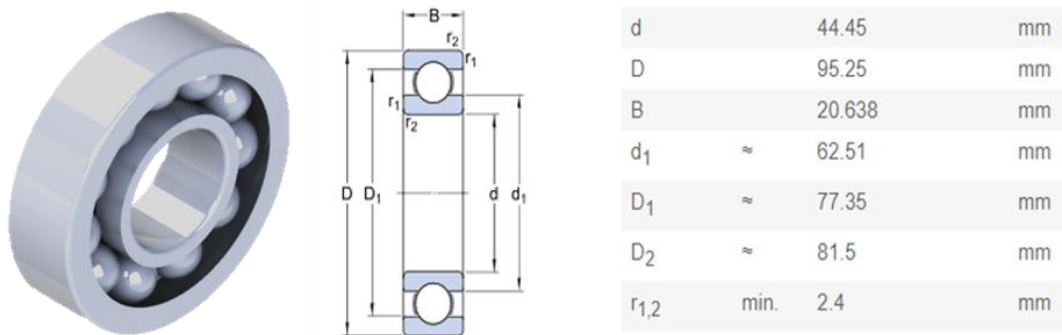 B
r2
r1
r1
r2
D D1 d d1
d 44.45 mm
D 95.25 mm
B 20.638 mm
d1 ≈ 62.51 mm
D1 ≈ 77.35 mm
D2 ≈ 81.5 mm
r1,2 min. 2.4 mm